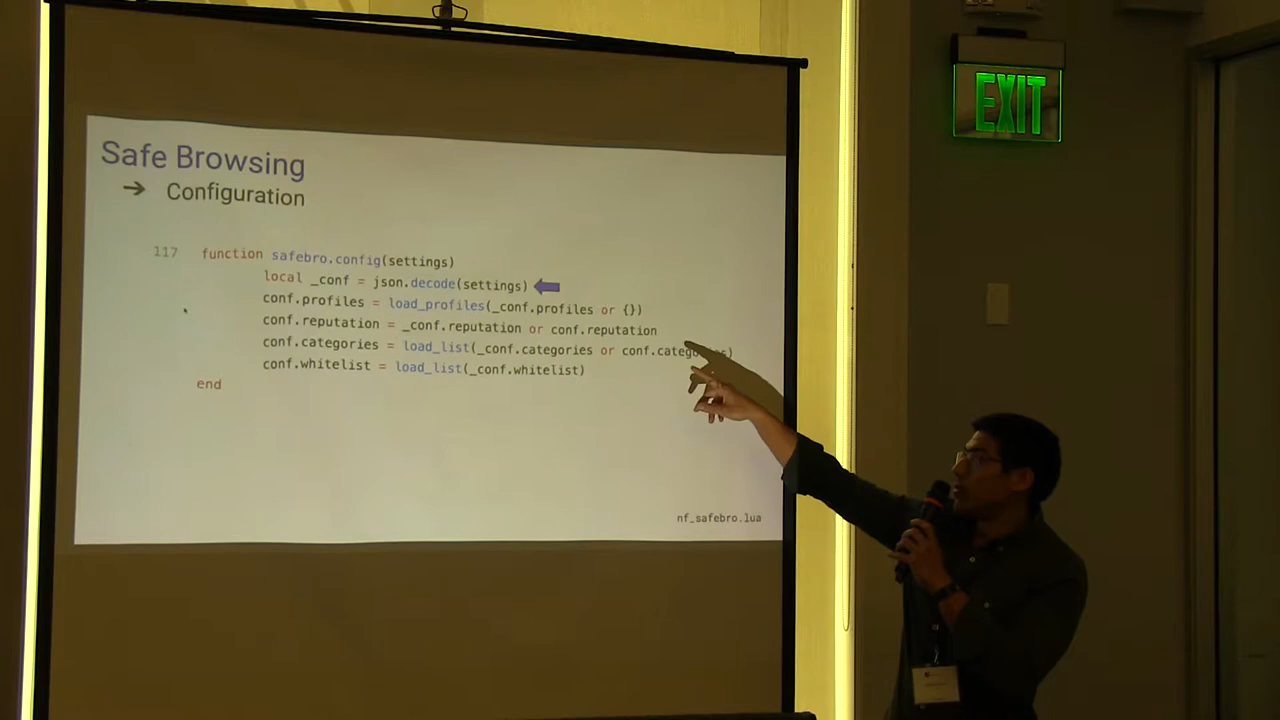 EXIT
Safe Browsing
➔ Configuration
117 function safebro.config(settings)
local _conf = json.decode(settings)
conf.profiles = load_profiles(_conf.profiles or {})
conf.reputation = _conf.reputation or conf.reputation
conf.categories = load_list(_conf.categories or conf.categories)
conf.whitelist = load_list(_conf.whitelist)
end
nf_safebro.lua